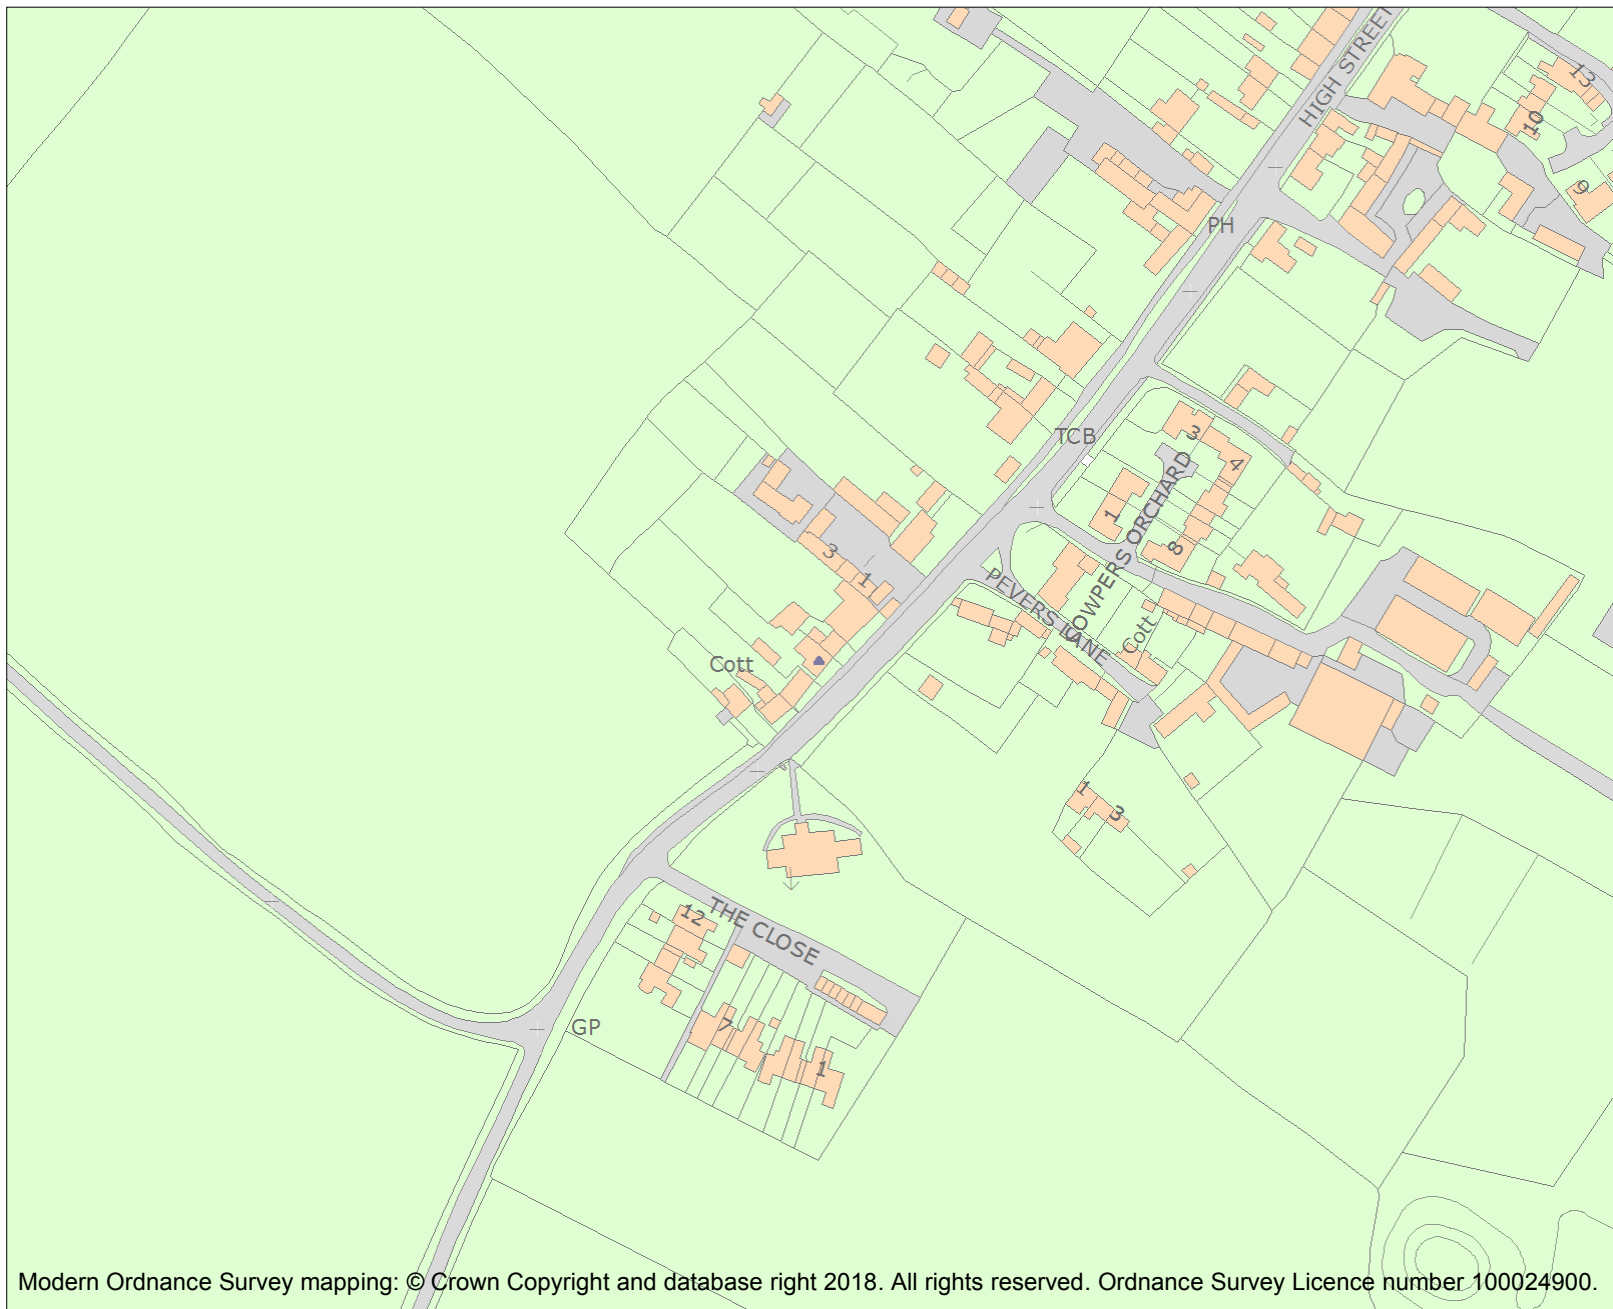 HIGH STREET
13
10
9
PH
TCB
3
4
COWPERS ORCHARD
1
8
3
1
PEVERS LANE
Cott
Cott
1
3
12
THE CLOSE
7
1
GP
Modern Ordnance Survey mapping: © Crown Copyright and database right 2018. All rights reserved. Ordnance Survey Licence number 100024900.